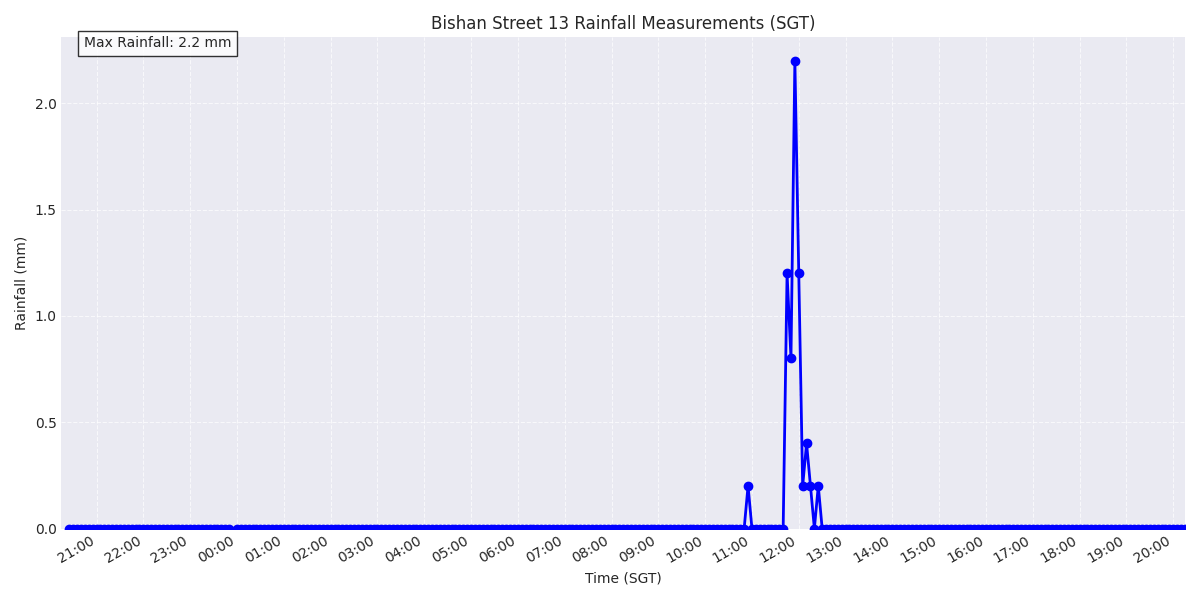 Bishan Street 13 Rainfall Measurements (SGT)
Max Rainfall: 2.2 mm
Rainfall (mm)
2.0
1.5
1.0
0.5
0.0
21:00 22:00 23:00 00:00 01:00 02:00 03:00 04:00 05:00 06:00 07:00 08:00 09:00 10:00 11:00 12:00 13:00 14:00 15:00 16:00 17:00 18:00 19:00 20:00
Time (SGT)